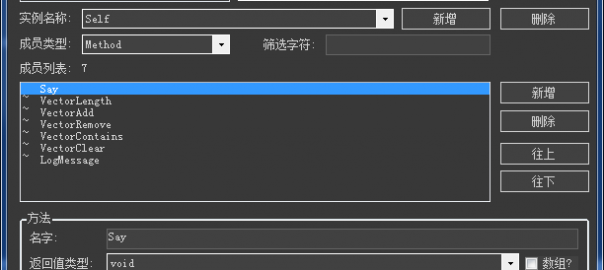 实例名称: Self 新增 删除
成员类型: Method 筛选字符:
成员列表: 7
~ Say
~ VectorLength
~ VectorAdd
~ VectorRemove
~ VectorContains
~ VectorClear
~ LogMessage
新增
删除
往上
往下
方法
名字: Say
返回值类型: void 数组?